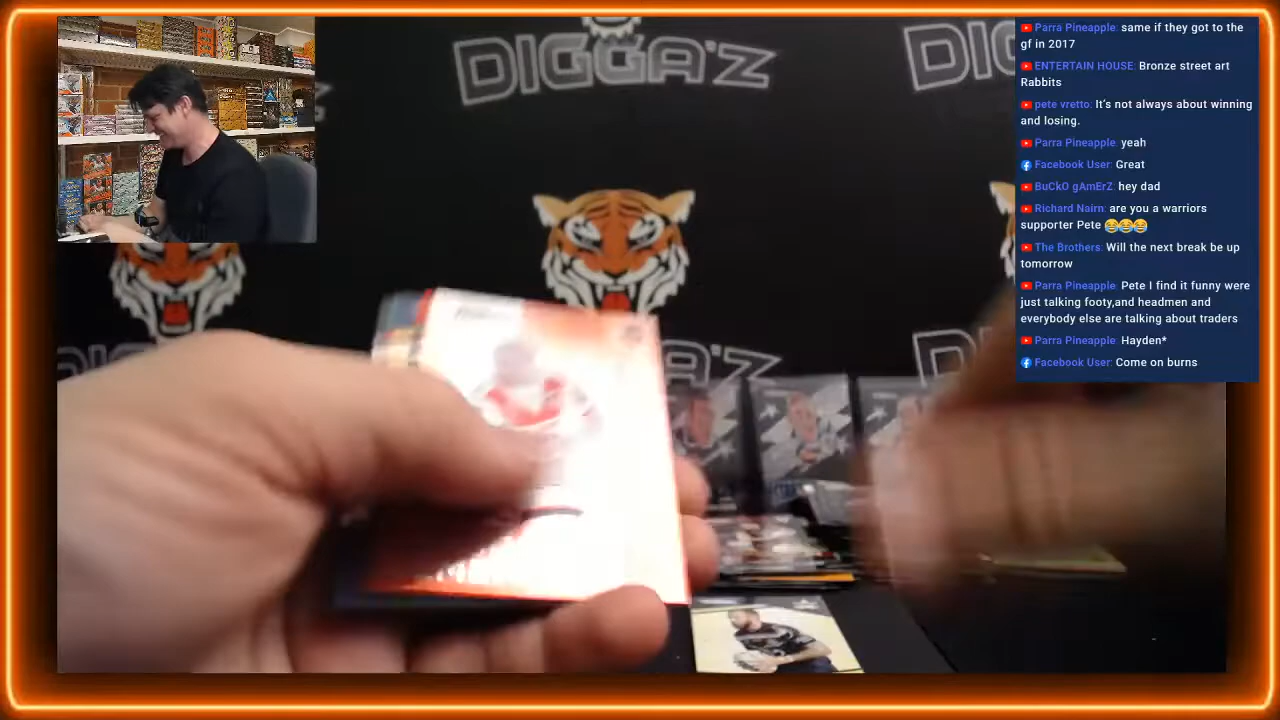 DIGGA'Z
DIG
Parra Pineapple: same if they got to the
gf in 2017
ENTERTAIN HOUSE: Bronze street art
Rabbits
pete vretto: It's not always about winning
and losing.
Parra Pineapple: yeah
Facebook User: Great
BuCkO gAmErZ: hey dad
Richard Nairn: are you a warriors
supporter Pete 😂😂😂
The Brothers: Will the next break be up
tomorrow
Parra Pineapple: Pete I find it funny were
just talking footy,and headmen and
everybody else are talking about traders
Parra Pineapple: Hayden*
Facebook User: Come on burns